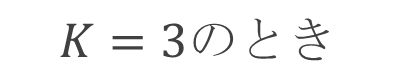 K = 3のとき